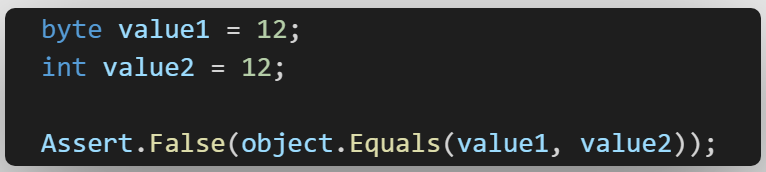 byte value1 = 12;
int value2 = 12;
Assert.False(object.Equals(value1, value2));